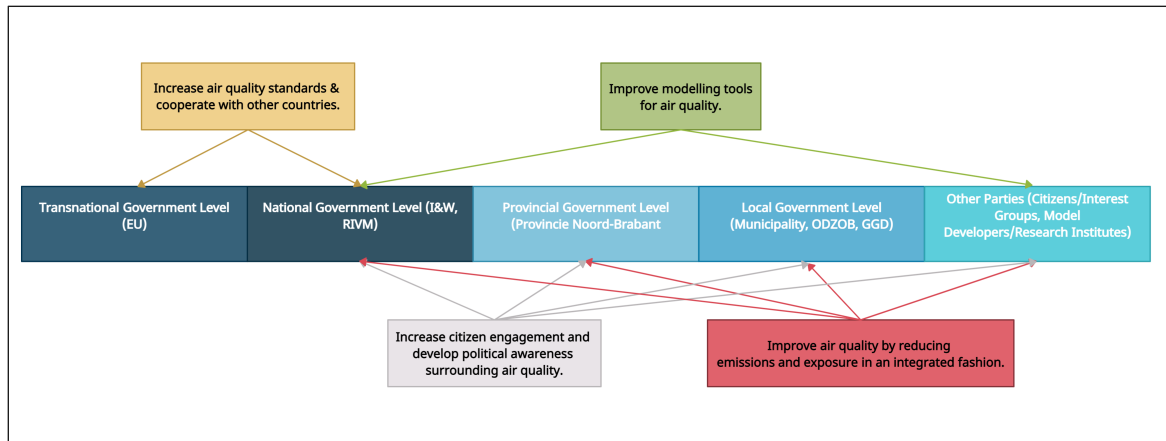 Increase air quality standards &
cooperate with other countries.
Improve modelling tools
for air quality.
Transnational Government Level
(EU)
National Government Level (I&W,
RIVM)
Provincial Government Level
(Provincie Noord-Brabant
Local Government Level
(Municipality, ODZOB, GGD)
Other Parties (Citizens/Interest
Groups, Model
Developers/Research Institutes)
Increase citizen engagement and
develop political awareness
surrounding air quality.
Improve air quality by reducing
emissions and exposure in an integrated fashion.